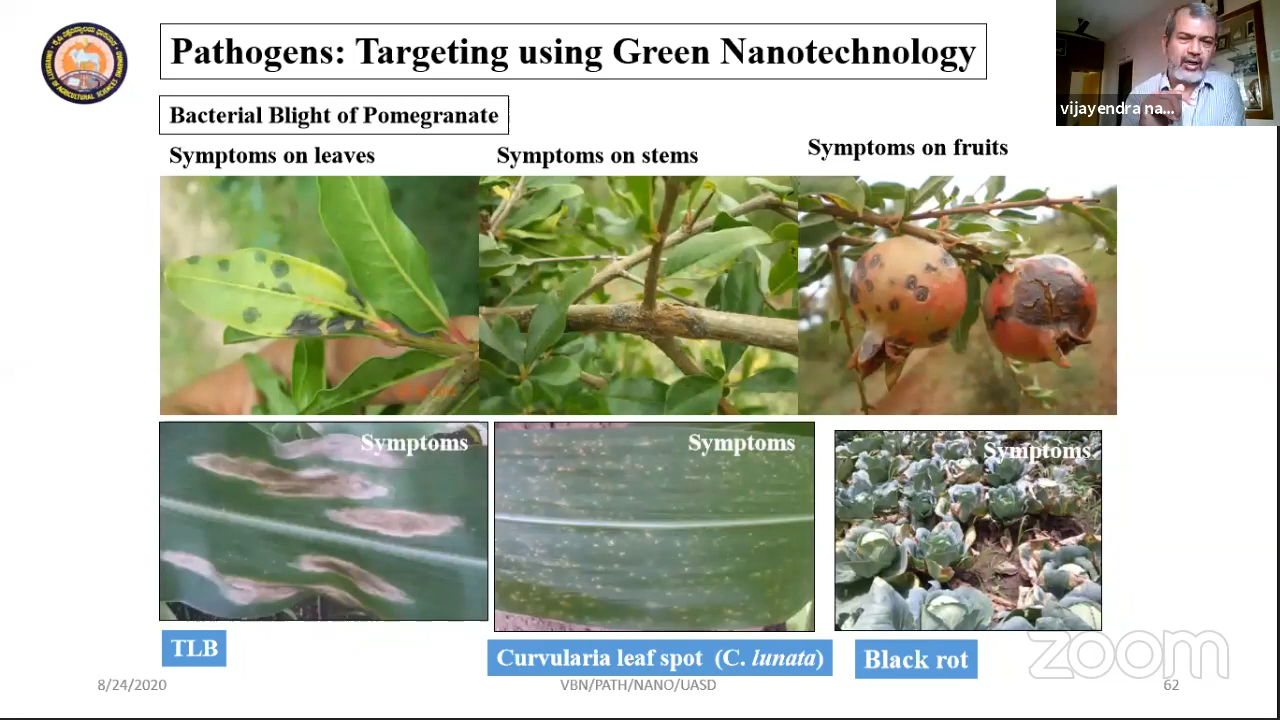 Pathogens: Targeting using Green Nanotechnology
vijayendra na...
Bacterial Blight of Pomegranate
Symptoms on leaves
Symptoms on stems
Symptoms on fruits
Symptoms
Symptoms
Symptoms
TLB
Curvularia leaf spot (C. lunata)
Black rot
zoom
8/24/2020
VBN/PATH/NANO/UASD
62